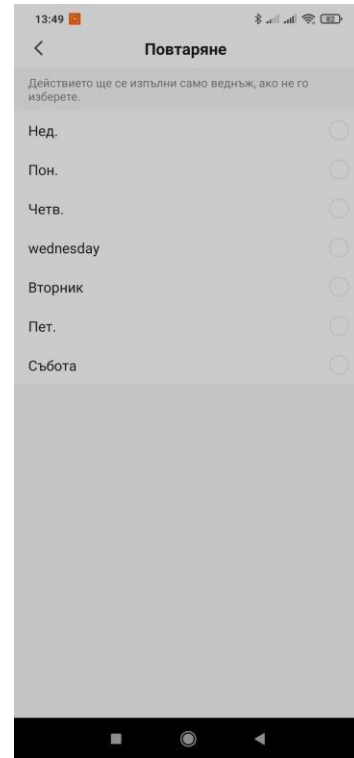 13:49
82
Повтаряне
Действието ще се изпълни само веднъж, ако не го
изберете.
Нед.
Пон.
Четв.
wednesday
Вторник
Пет.
Събота